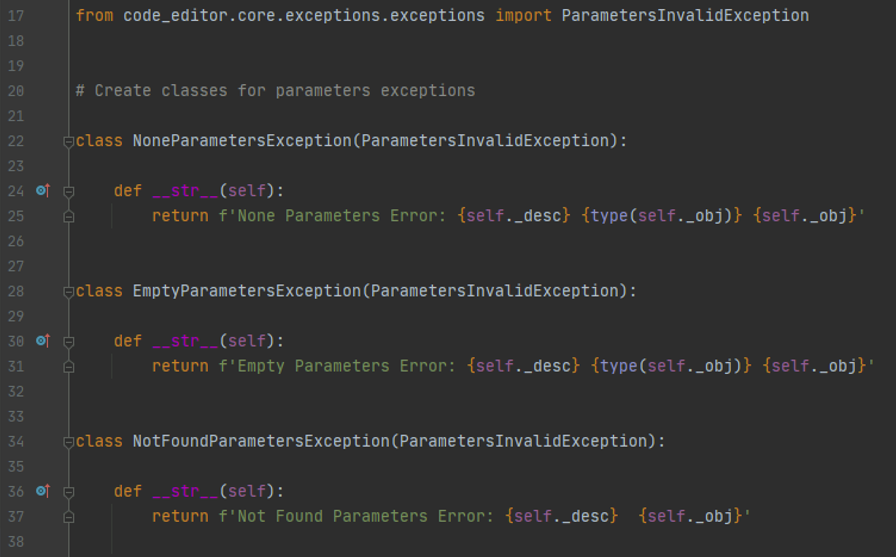 17 from code_editor.core.exceptions.exceptions import ParametersInvalidException
18
19
20 # Create classes for parameters exceptions
21
22 class NoneParametersException(ParametersInvalidException):
23
24     def __str__(self):
25         return f'None Parameters Error: {self._desc} {type(self._obj)} {self._obj}'
26
27
28 class EmptyParametersException(ParametersInvalidException):
29
30     def __str__(self):
31         return f'Empty Parameters Error: {self._desc} {type(self._obj)} {self._obj}'
32
33
34 class NotFoundParametersException(ParametersInvalidException):
35
36     def __str__(self):
37         return f'Not Found Parameters Error: {self._desc}  {self._obj}'
38